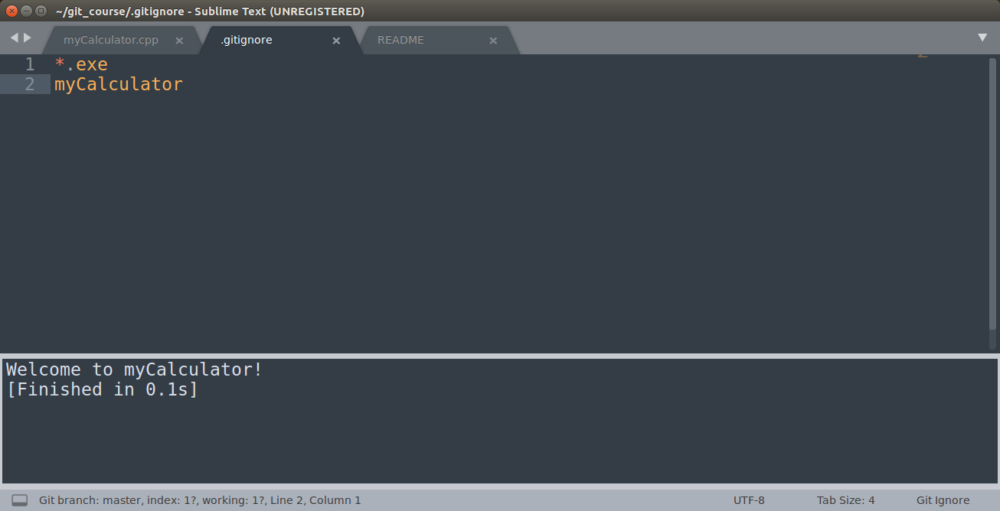 ~/git_course/.gitignore - Sublime Text (UNREGISTERED)
myCalculator.cpp × .gitignore × README ×
1 *.exe
2 myCalculator
Welcome to myCalculator!
[Finished in 0.1s]
Git branch: master, index: 1?, working: 1?, Line 2, Column 1 UTF-8 Tab Size: 4 Git Ignore